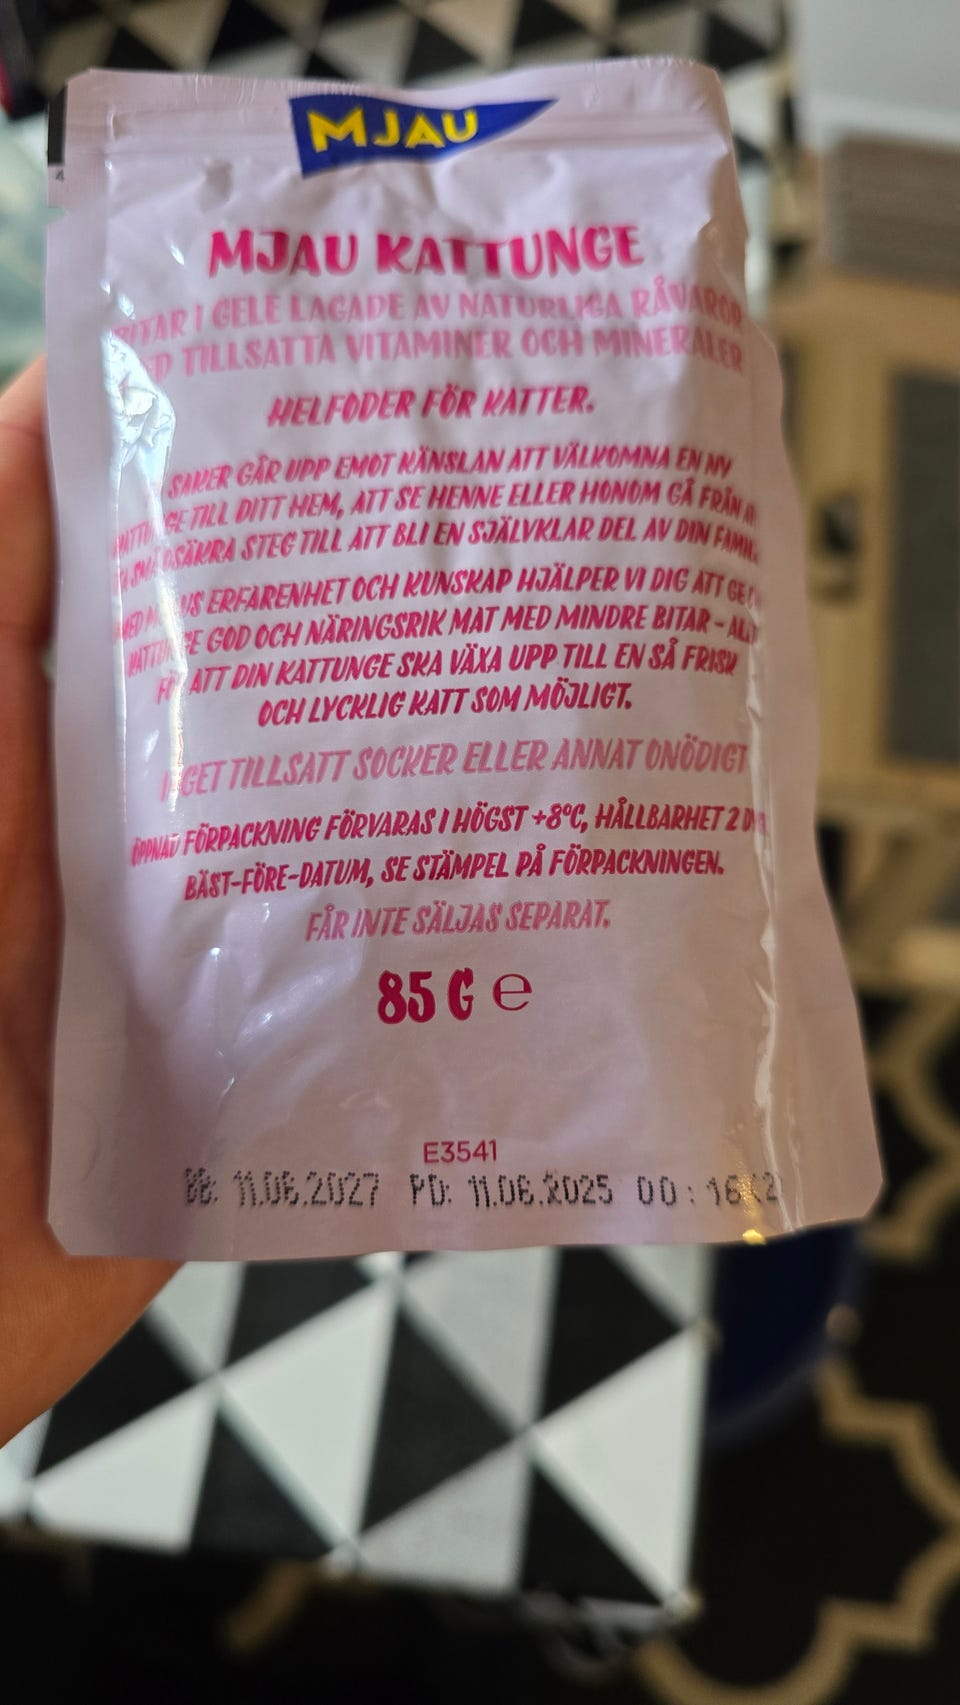 MJAU
MJAU KATTUNGE
BITAR I GELE LAGADE AV NATURLIGA RÅVAROR
TILLSATTA VITAMINER OCH MINERALER
HELFODER FÖR KATTER.
SAKER GÅR UPP EMOT KÄNSLAN ATT VÄLKOMNA EN NY
TILL DITT HEM, ATT SE HENNE ELLER HONOM GÅ FRÅN
STEG TILL ATT BLI EN SJÄLVKLAR DEL AV DIN
ERFARENHET OCH KUNSKAP HJÄLPER VI DIG ATT GE
GOD OCH NÄRINGSRIK MAT MED MINDRE BITAR -
ATT DIN KATTUNGE SKA VÄXA UPP TILL EN SÅ FRISK
OCH LYCKLIG KATT SOM MÖJLIGT.
INGET TILLSATT SOCKER ELLER ANNAT ONÖDIGT
ÖPPNAD FÖRPACKNING FÖRVARAS I HÖGST +8°C, HÅLLBARHET 2
BÄST-FÖRE-DATUM, SE STÄMPEL PÅ FÖRPACKNINGEN.
FÅR INTE SÄLJAS SEPARAT.
85 G e
E3541
BB: 11.06.2027 PD: 11.06.2025
4